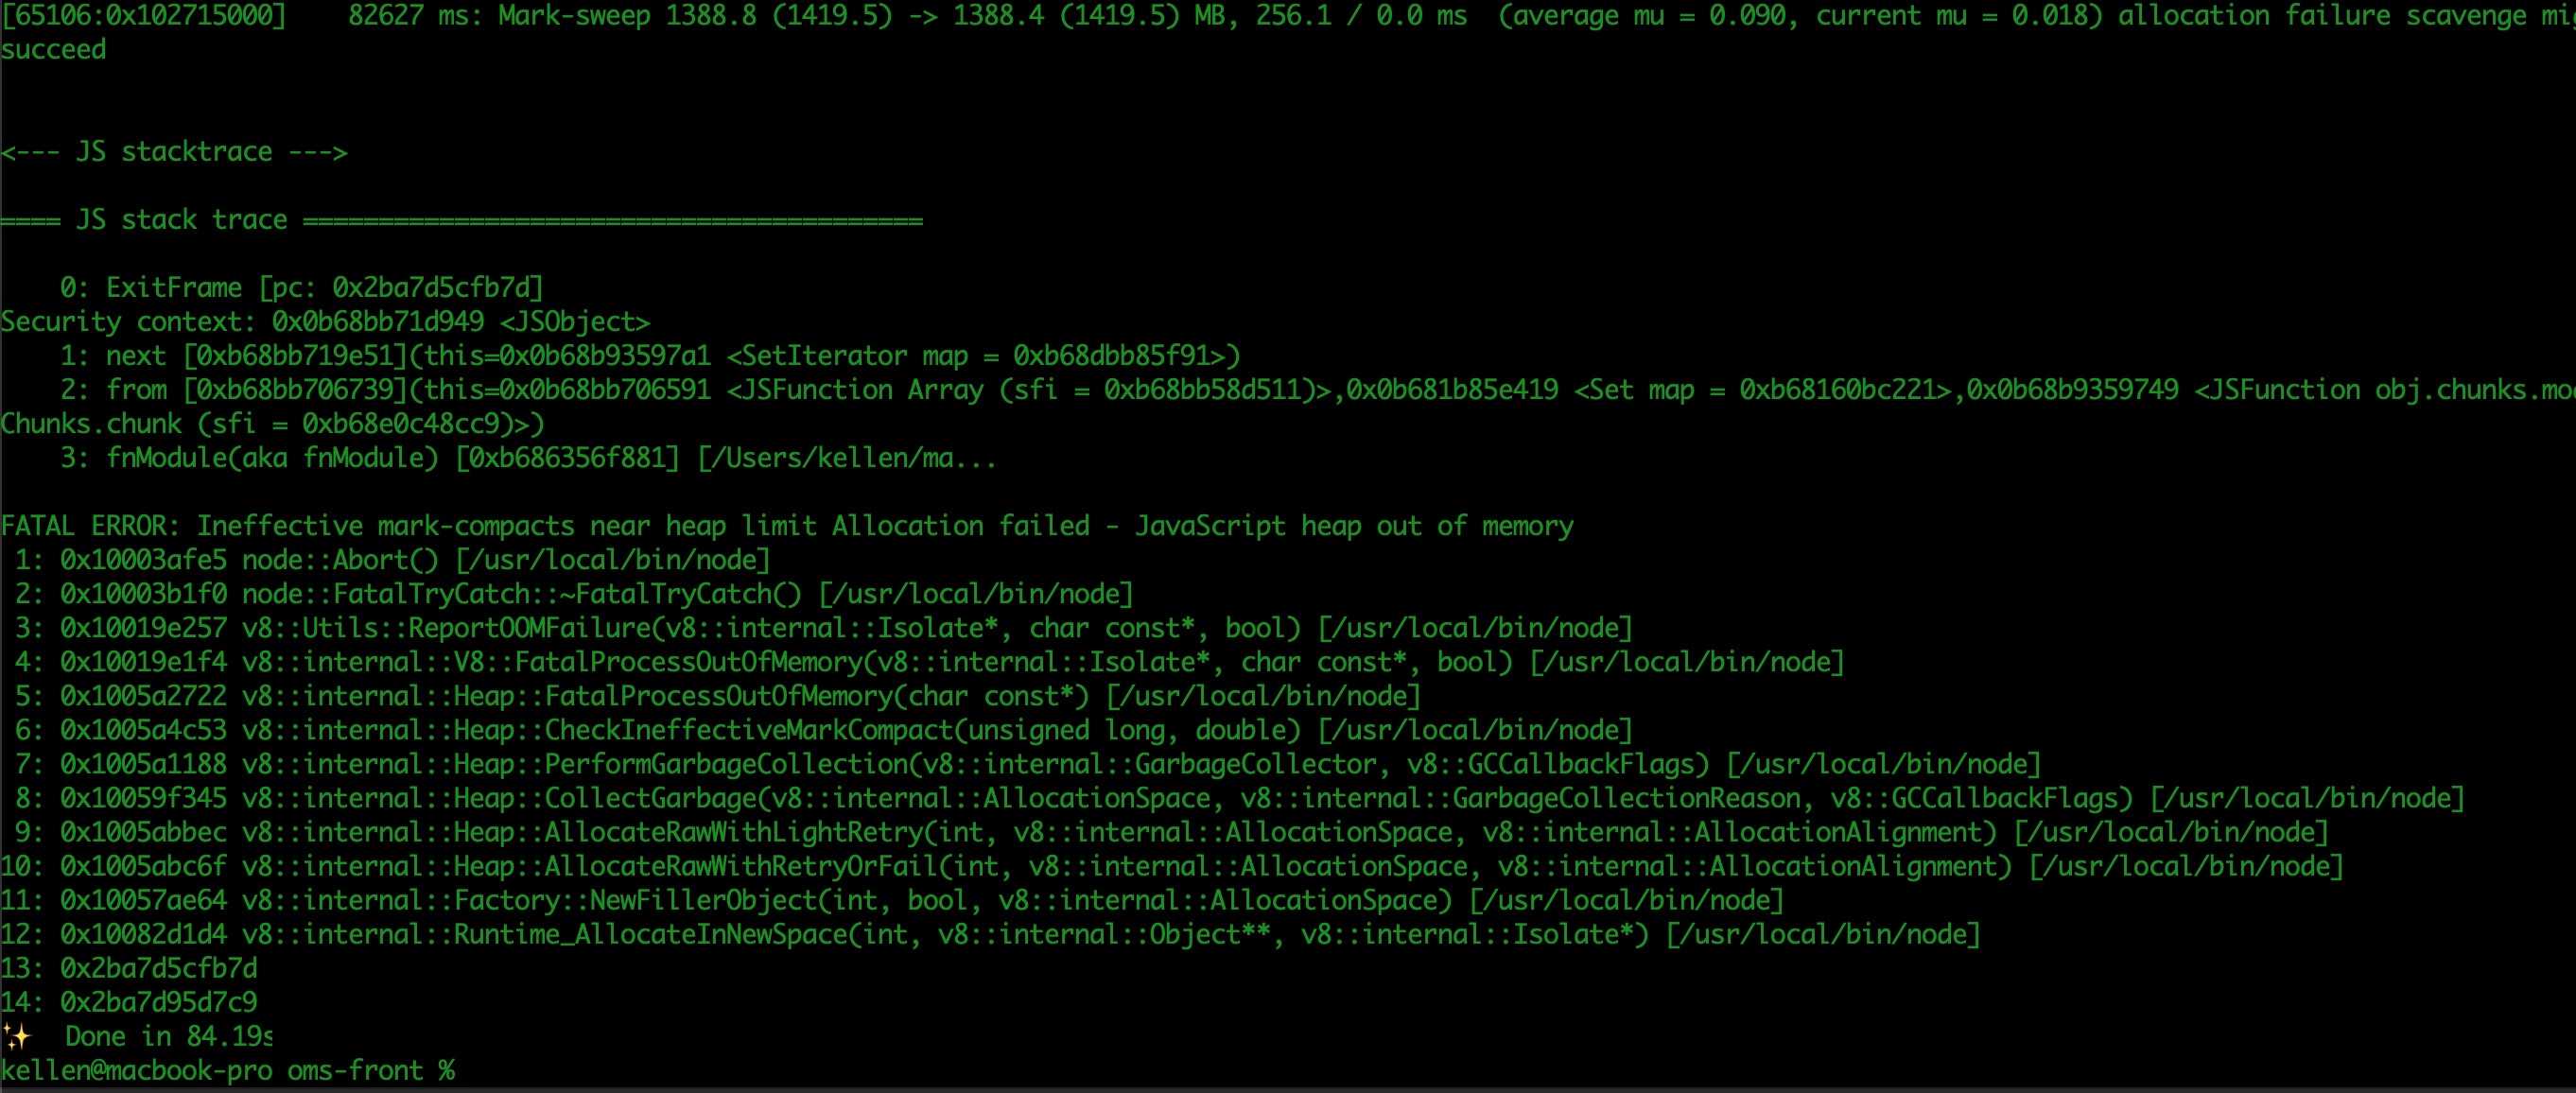 [65106:0x102715000]    82627 ms: Mark-sweep 1388.8 (1419.5) -> 1388.4 (1419.5) MB, 256.1 / 0.0 ms  (average mu = 0.090, current mu = 0.018) allocation failure scavenge
succeed
<--- JS stacktrace --->
==== JS stack trace =========================================
    0: ExitFrame [pc: 0x2ba7d5cfb7d]
Security context: 0x0b68bb71d949 <JSObject>
    1: next [0xb68bb719e51](this=0x0b68b93597a1 <SetIterator map = 0xb68dbb85f91>)
    2: from [0xb68bb706739](this=0x0b68bb706591 <JSFunction Array (sfi = 0xb68bb58d511)>,0x0b681b85e419 <Set map = 0xb68160bc221>,0x0b68b9359749 <JSFunction
Chunks.chunk (sfi = 0xb68e0c48cc9)>)
    3: fnModule(aka fnModule) [0xb686356f881] [/Users/kellen/ma...
FATAL ERROR: Ineffective mark-compacts near heap limit Allocation failed - JavaScript heap out of memory
 1: 0x10003afe5 node::Abort() [/usr/local/bin/node]
 2: 0x10003b1f0 node::FatalTryCatch::~FatalTryCatch() [/usr/local/bin/node]
 3: 0x10019e257 v8::Utils::ReportOOMFailure(v8::internal::Isolate*, char const*, bool) [/usr/local/bin/node]
 4: 0x10019e1f4 v8::internal::V8::FatalProcessOutOfMemory(v8::internal::Isolate*, char const*, bool) [/usr/local/bin/node]
 5: 0x1005a2722 v8::internal::Heap::FatalProcessOutOfMemory(char const*) [/usr/local/bin/node]
 6: 0x1005a4c53 v8::internal::Heap::CheckIneffectiveMarkCompact(unsigned long, double) [/usr/local/bin/node]
 7: 0x1005a1188 v8::internal::Heap::PerformGarbageCollection(v8::internal::GarbageCollector, v8::GCCallbackFlags) [/usr/local/bin/node]
 8: 0x10059f345 v8::internal::Heap::CollectGarbage(v8::internal::AllocationSpace, v8::internal::GarbageCollectionReason, v8::GCCallbackFlags) [/usr/local/bin/node]
 9: 0x1005abbec v8::internal::Heap::AllocateRawWithLightRetry(int, v8::internal::AllocationSpace, v8::internal::AllocationAlignment) [/usr/local/bin/node]
10: 0x1005abc6f v8::internal::Heap::AllocateRawWithRetryOrFail(int, v8::internal::AllocationSpace, v8::internal::AllocationAlignment) [/usr/local/bin/node]
11: 0x10057ae64 v8::internal::Factory::NewFillerObject(int, bool, v8::internal::AllocationSpace) [/usr/local/bin/node]
12: 0x10082d1d4 v8::internal::Runtime_AllocateInNewSpace(int, v8::internal::Object**, v8::internal::Isolate*) [/usr/local/bin/node]
13: 0x2ba7d5cfb7d
14: 0x2ba7d95d7c9
✨  Done in 84.19s
kellen@macbook-pro oms-front %